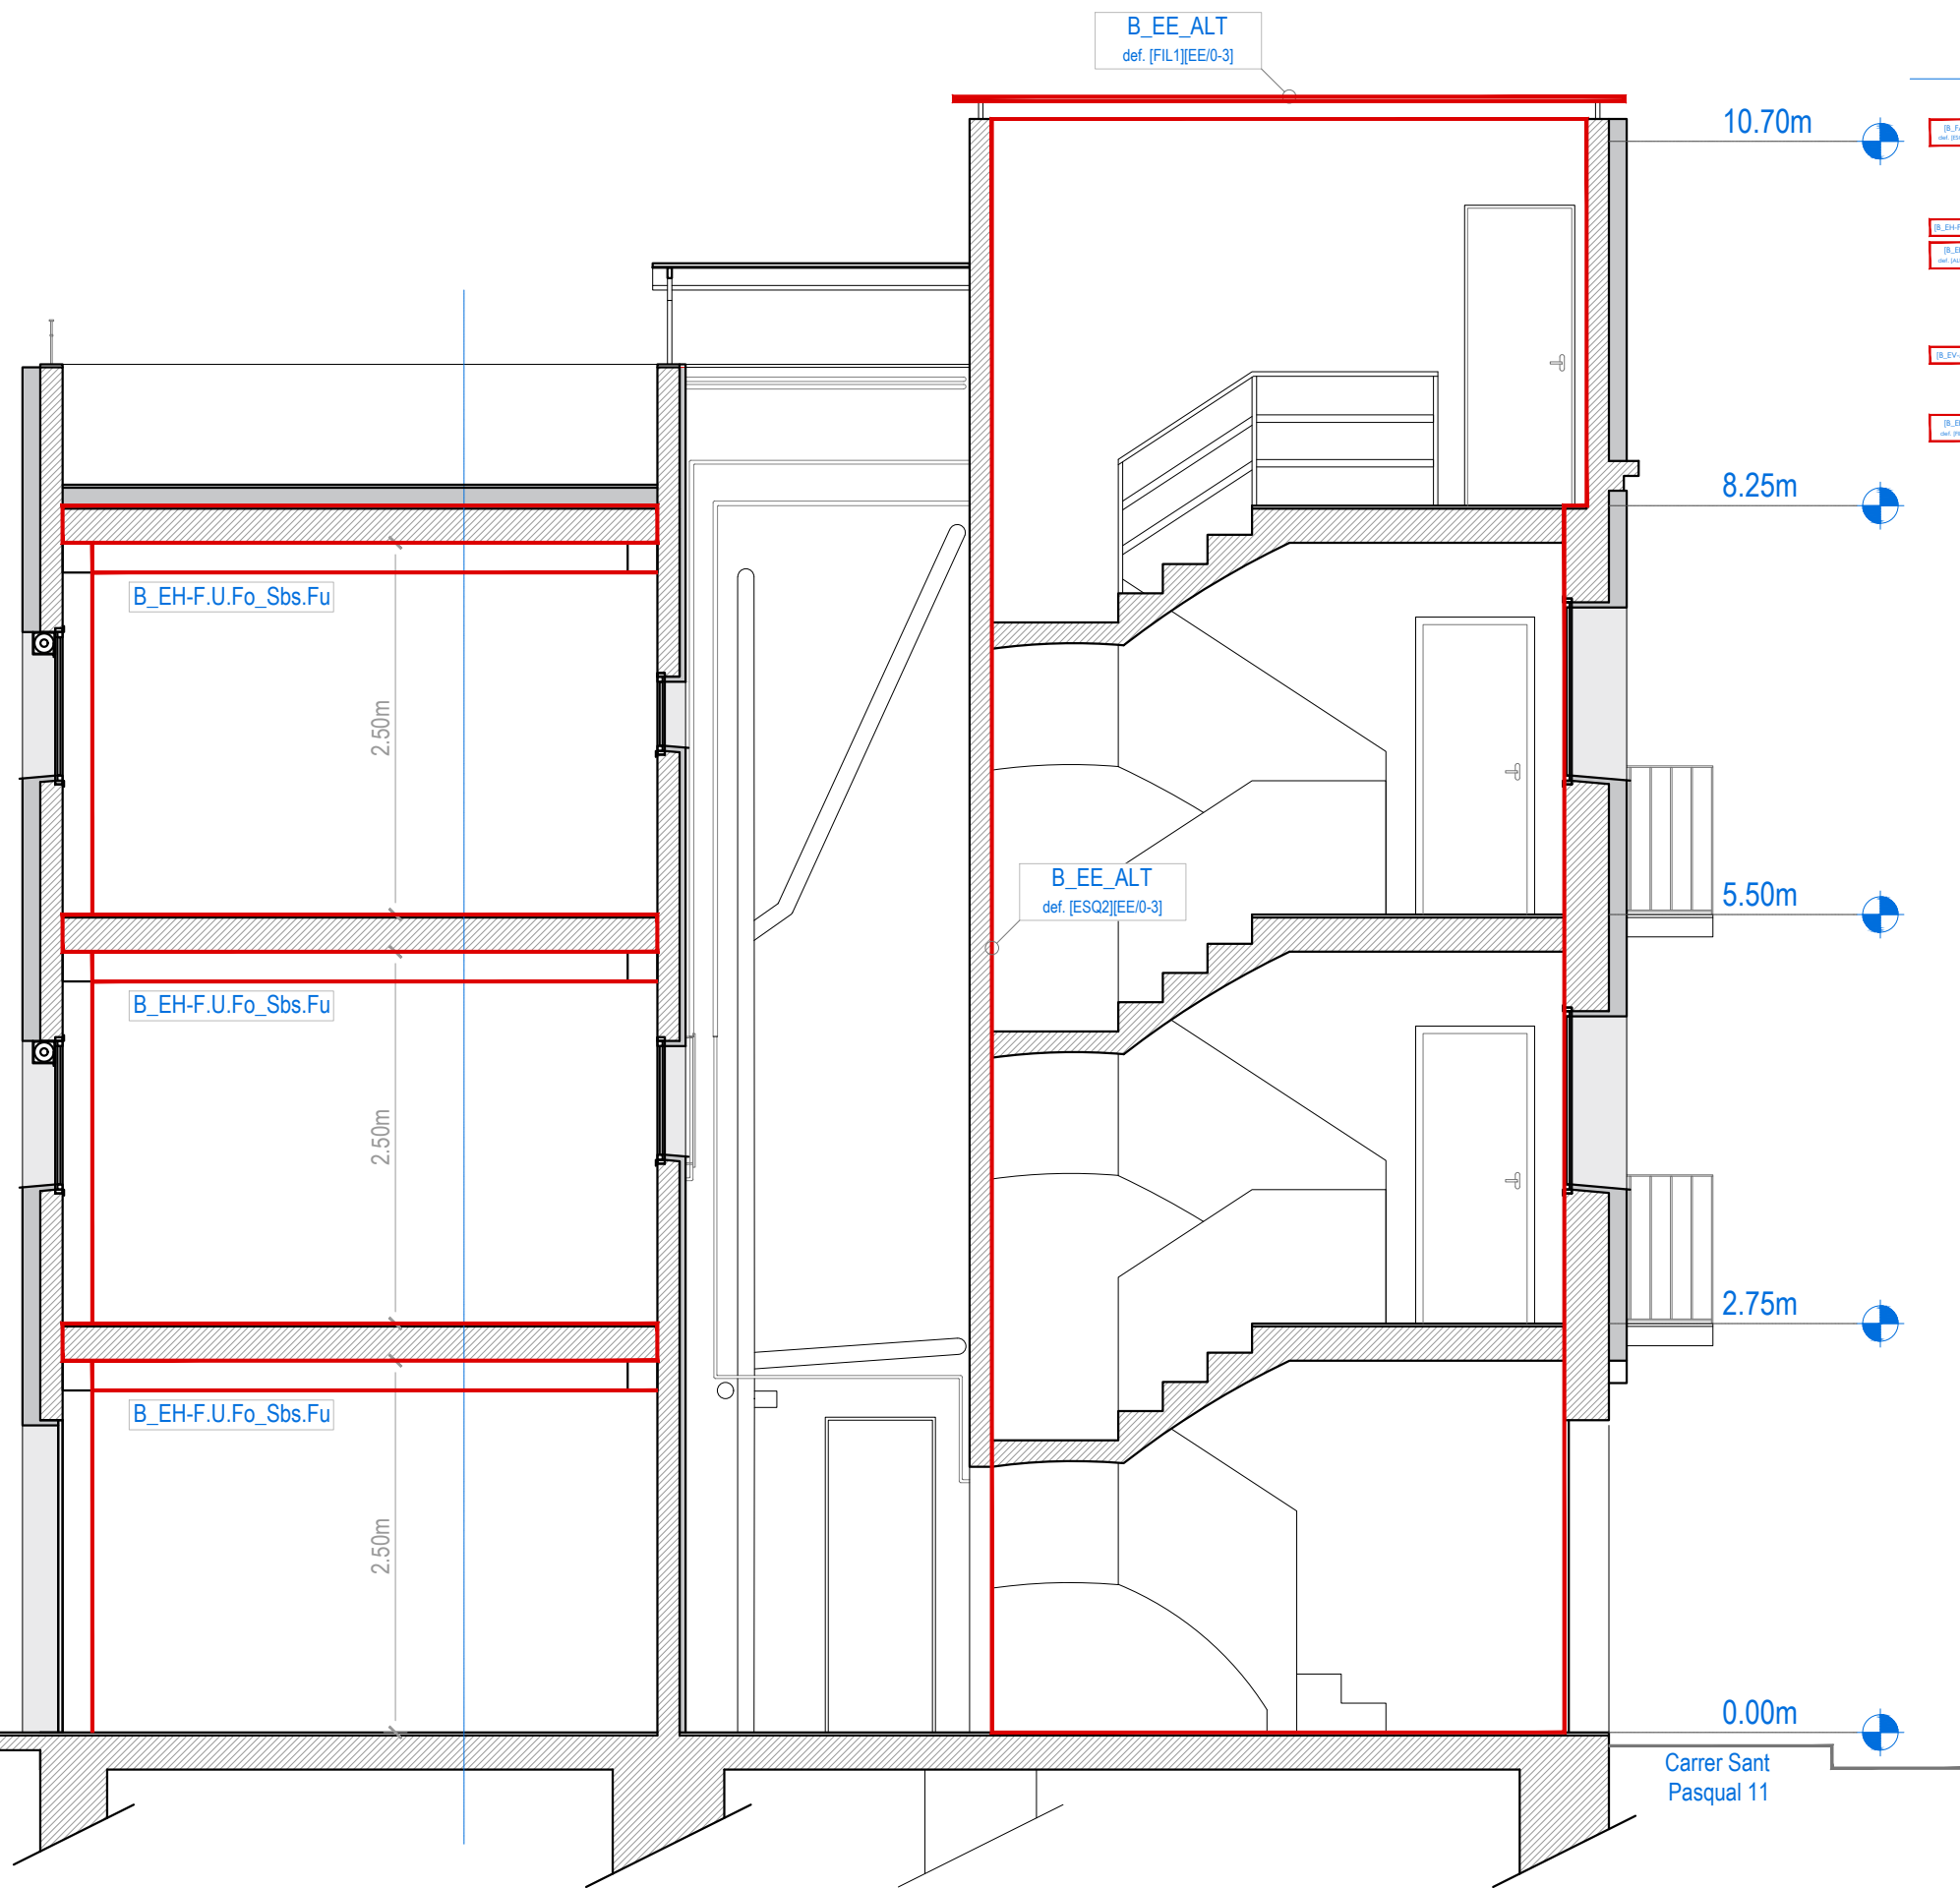 B_EE_ALT
def. [FIL1][EE/0-3]
10.70m
8.25m
B_EH-F.U.Fo_Sbs.Fu
2.50m
B_EE_ALT
def. [ESQ2][EE/0-3]
5.50m
B_EH-F.U.Fo_Sbs.Fu
2.50m
2.75m
B_EH-F.U.Fo_Sbs.Fu
2.50m
0.00m
Carrer Sant
Pasqual 11